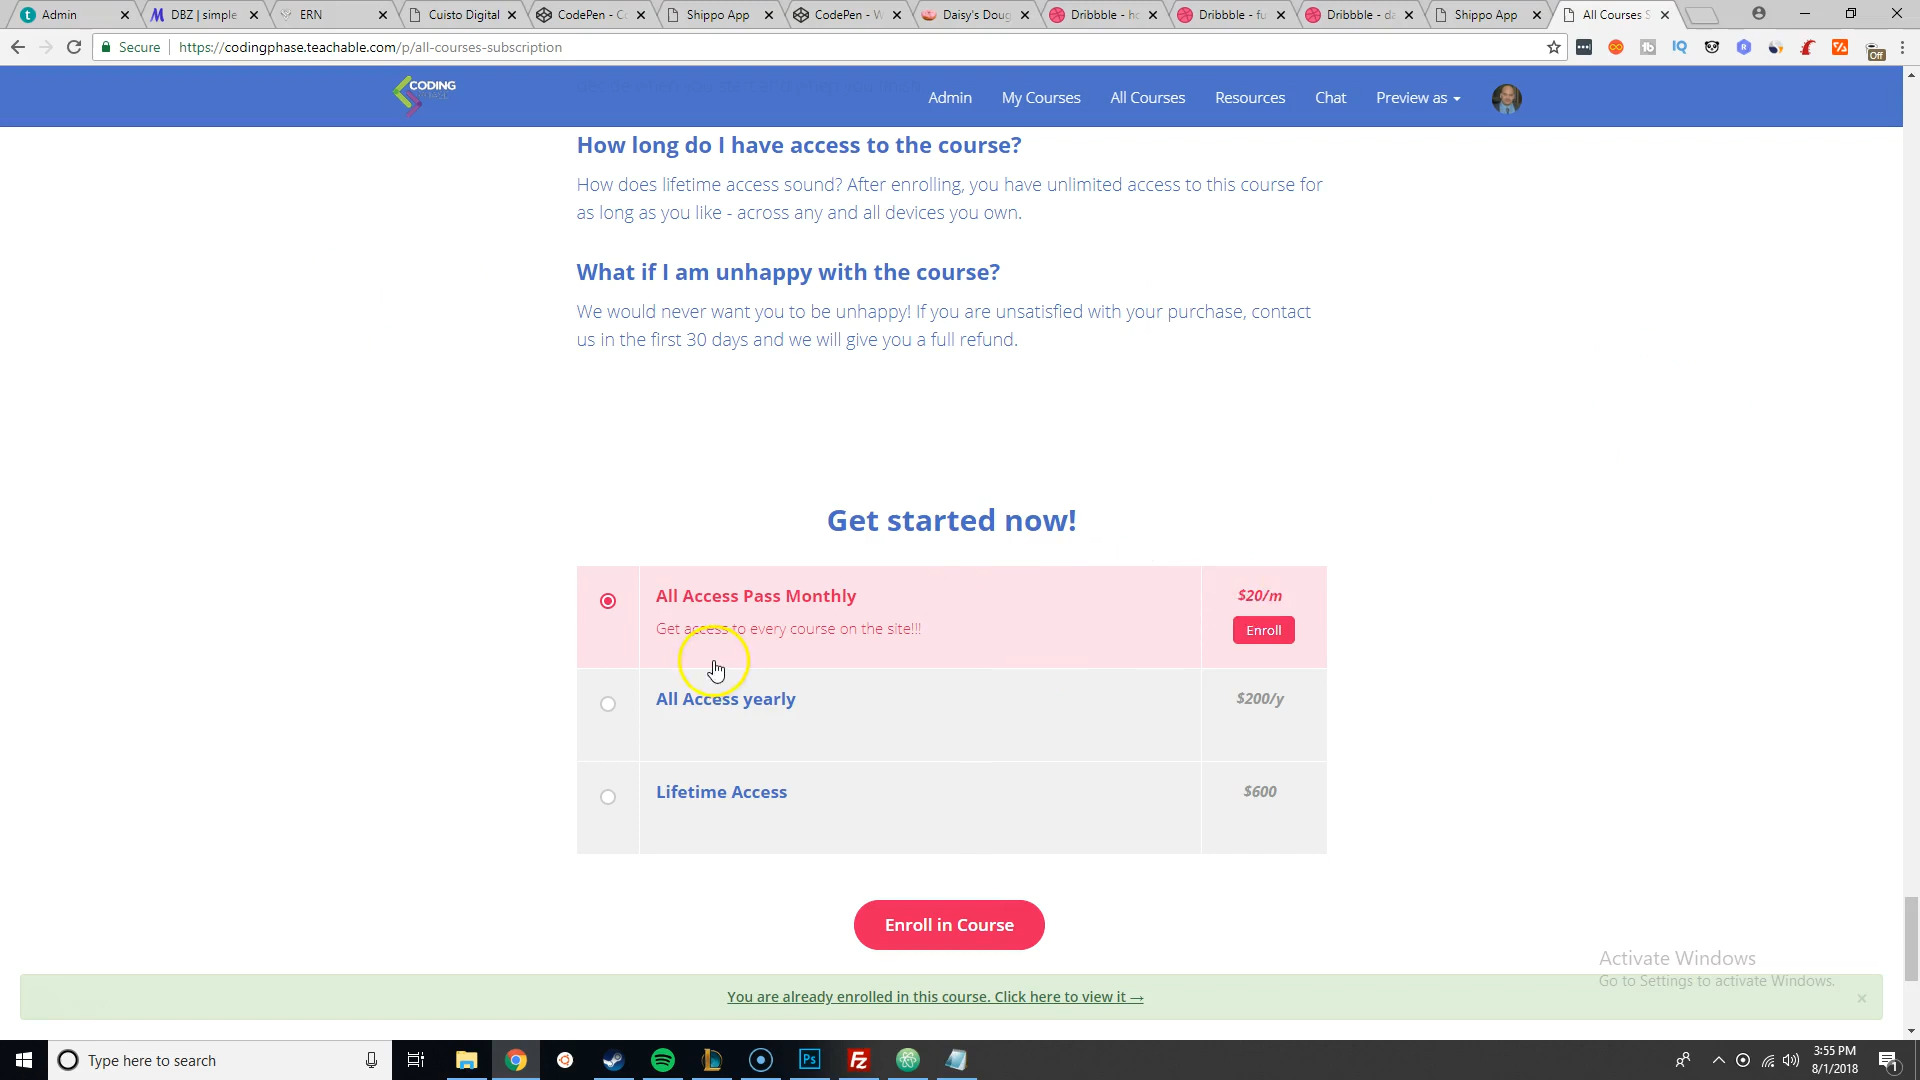 Admin
DBZ | simple
ERN
Cuisto Digital
CodePen - C
Shippo App
CodePen - W
Daisy's Doug
Dribbble - ho
Dribbble - fu
Dribbble - da
Shippo App
All Courses S
Secure
https://codingphase.teachable.com/p/all-courses-subscription
Off
CODING
Admin
My Courses
All Courses
Resources
Chat
Preview as
How long do I have access to the course?
How does lifetime access sound? After enrolling, you have unlimited access to this course for
as long as you like - across any and all devices you own.
What if I am unhappy with the course?
We would never want you to be unhappy! If you are unsatisfied with your purchase, contact
us in the first 30 days and we will give you a full refund.
Get started now!
All Access Pass Monthly
$20/m
Get access to every course on the site!!!
Enroll
All Access yearly
$200/y
Lifetime Access
$600
Enroll in Course
Activate Windows
Go to Settings to activate Windows.
You are already enrolled in this course. Click here to view it →
Type here to search
Ps
Fz
3:55 PM
8/1/2018
1